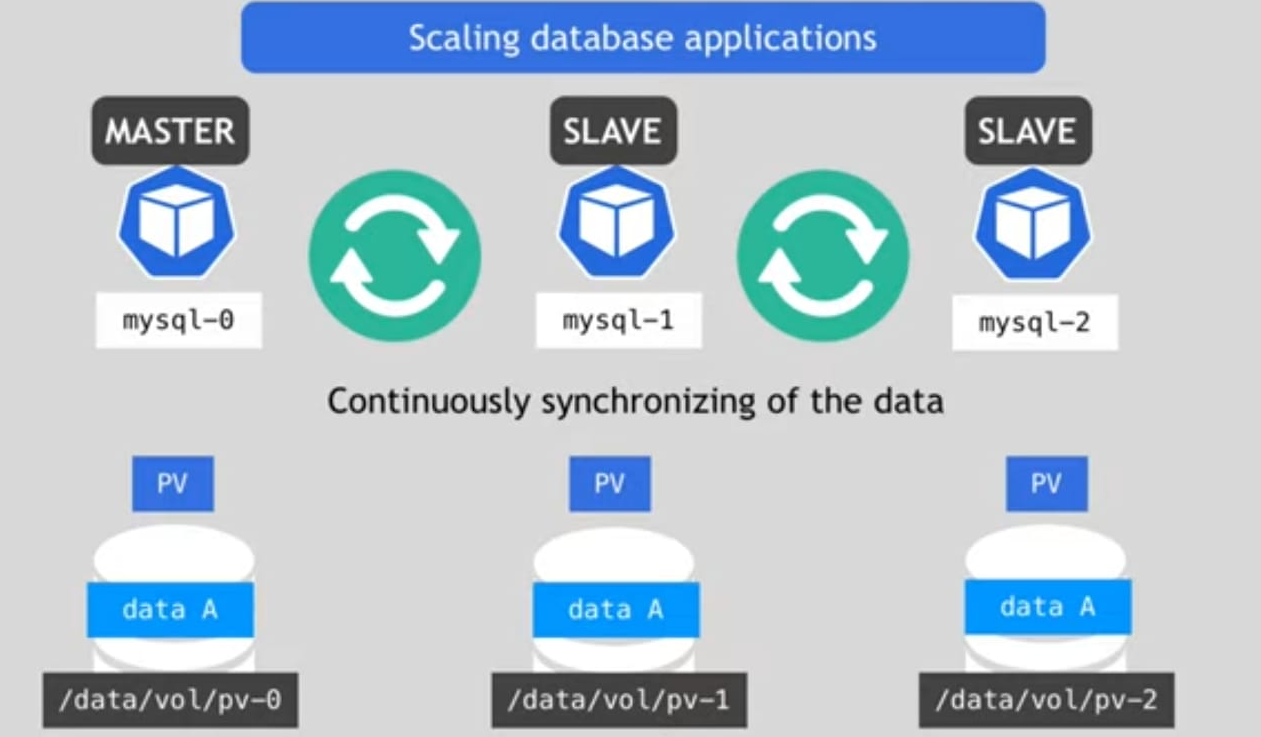 Scaling database applications
MASTER
SLAVE
SLAVE
mysql-0
mysql-1
mysql-2
Continuously synchronizing of the data
PV
PV
PV
data A
data A
data A
/data/vol/pv-0
/data/vol/pv-1
/data/vol/pv-2